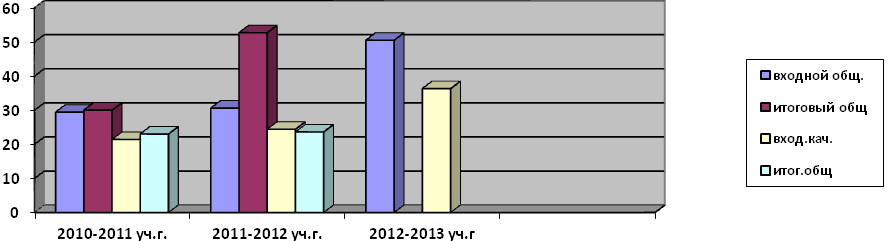 60
50
40
30
20
10
0
2010-2011 уч.г.
2011-2012 уч.г.
2012-2013 уч.г
входной общ.
итоговый общ
вход.кач.
итог.общ